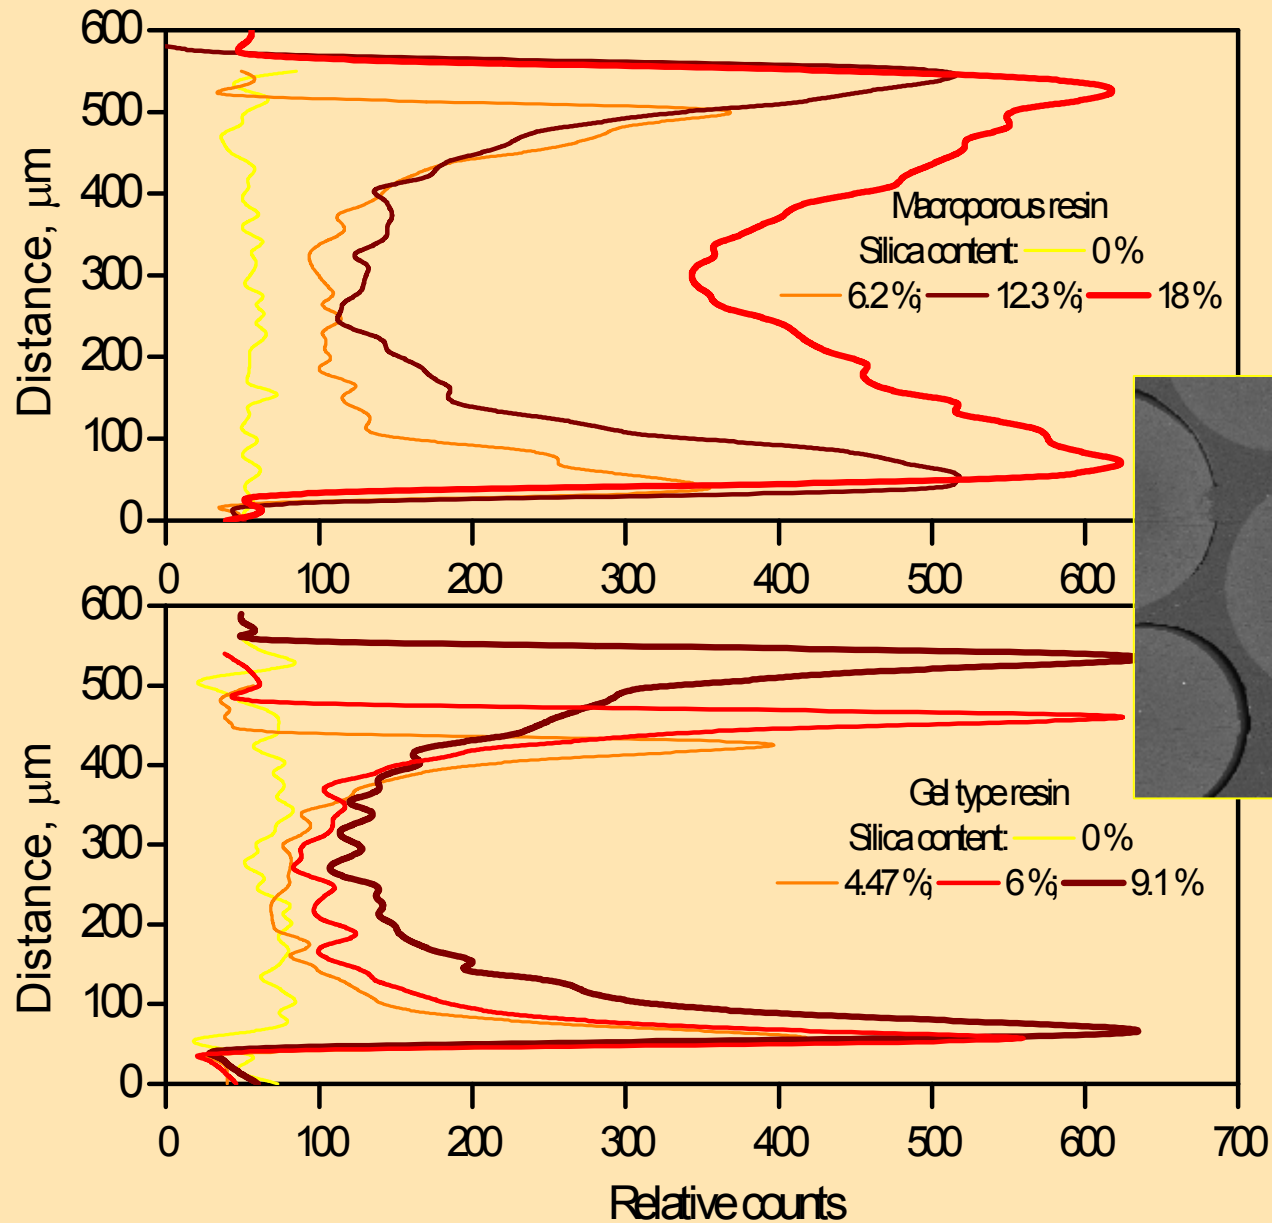 600
500
400
300
200
100
0
Distance, μm
Macroporous resin
Silica content: 0 %
6.2 %; 12.3 %; 18 %
0 100 200 300 400 500 600
600
500
400
300
200
100
0
Distance, μm
Gel type resin
Silica content: 0 %
4.47 %; 6 %; 9.1 %
0 100 200 300 400 500 600 700
Relative counts